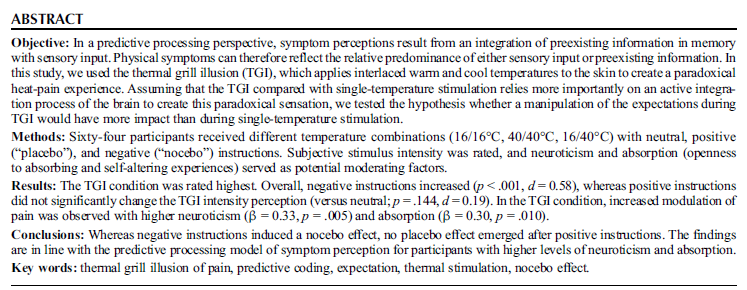 ABSTRACT
Objective: In a predictive processing perspective, symptom perceptions result from an integration of preexisting information in memory
with sensory input. Physical symptoms can therefore reflect the relative predominance of either sensory input or preexisting information. In
this study, we used the thermal grill illusion (TGI), which applies interlaced warm and cool temperatures to the skin to create a paradoxical
heat-pain experience. Assuming that the TGI compared with single-temperature stimulation relies more importantly on an active integra-
tion process of the brain to create this paradoxical sensation, we tested the hypothesis whether a manipulation of the expectations during
TGI would have more impact than during single-temperature stimulation.
Methods: Sixty-four participants received different temperature combinations (16/16°C, 40/40°C, 16/40°C) with neutral, positive
(“placebo”), and negative (“nocebo”) instructions. Subjective stimulus intensity was rated, and neuroticism and absorption (openness
to absorbing and self-altering experiences) served as potential moderating factors.
Results: The TGI condition was rated highest. Overall, negative instructions increased (p < .001, d = 0.58), whereas positive instructions
did not significantly change the TGI intensity perception (versus neutral; p = .144, d = 0.19). In the TGI condition, increased modulation of
pain was observed with higher neuroticism (β = 0.33, p = .005) and absorption (β = 0.30, p = .010).
Conclusions: Whereas negative instructions induced a nocebo effect, no placebo effect emerged after positive instructions. The findings
are in line with the predictive processing model of symptom perception for participants with higher levels of neuroticism and absorption.
Key words: thermal grill illusion of pain, predictive coding, expectation, thermal stimulation, nocebo effect.